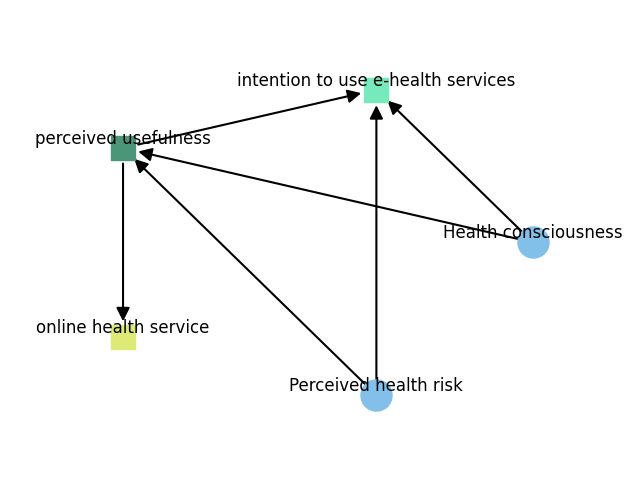 intention to use e-health services
perceived usefulness
Health consciousness
online health service
Perceived health risk